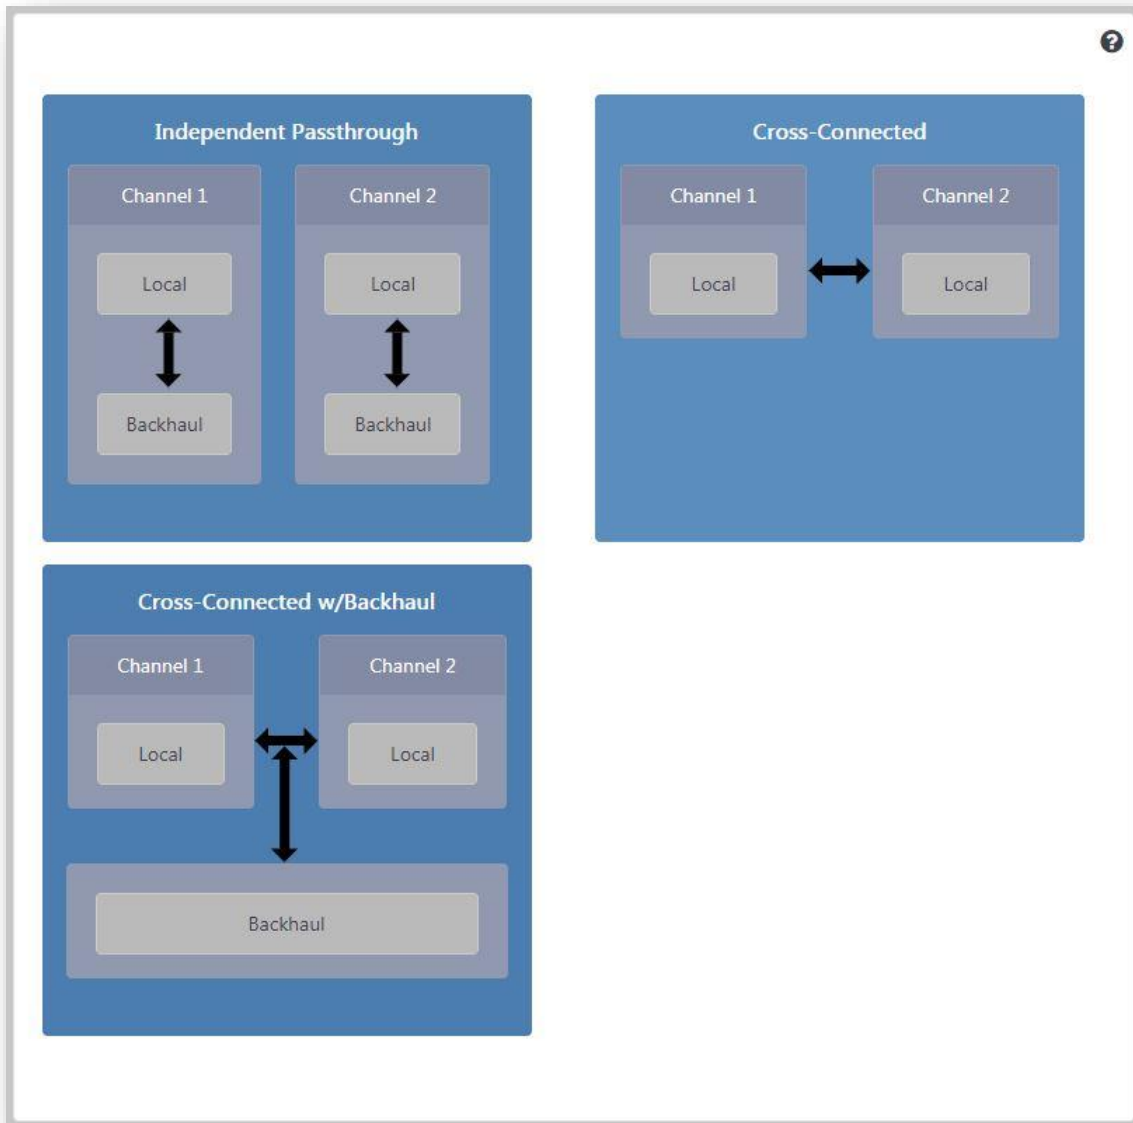 Independent Passthrough
Channel 1
Channel 2
Local
Local
Backhaul
Backhaul
Cross-Connected
Channel 1
Channel 2
Local
Local
Cross-Connected w/Backhaul
Channel 1
Channel 2
Local
Local
Backhaul